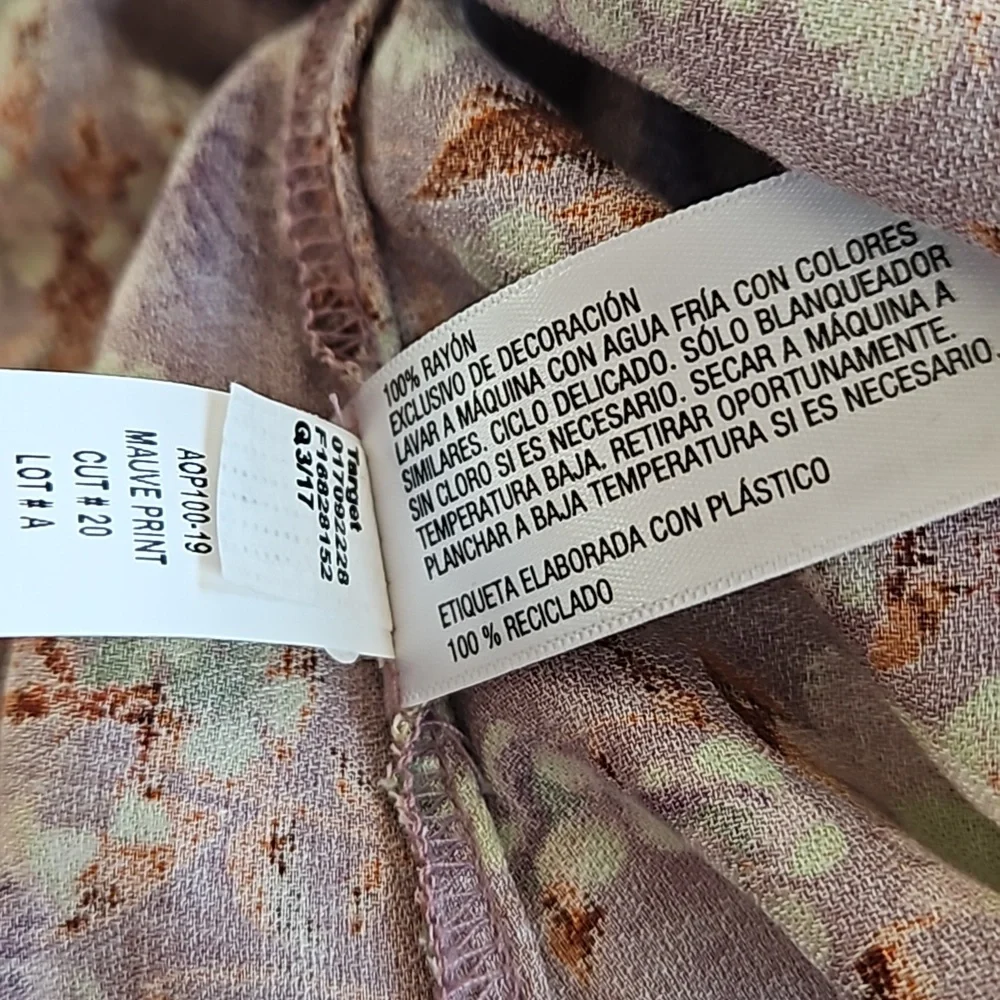 100% RAYÓN
EXCLUSIVO DE DECORACIÓN
LAVAR A MÁQUINA CON AGUA FRÍA CON COLORES
SIMILARES. CICLO DELICADO. SÓLO BLANQUEADOR
SIN CLORO SI ES NECESARIO. SECAR A MÁQUINA A
TEMPERATURA BAJA. RETIRAR OPORTUNAMENTE.
PLANCHAR A BAJA TEMPERATURA SI ES NECESARIO.
ETIQUETA ELABORADA CON PLÁSTICO
100 % RECICLADO
Target
0117092228
F16828152
Q3/17
AOP100-19
MAUVE PRINT
CUT # 20
LOT # A